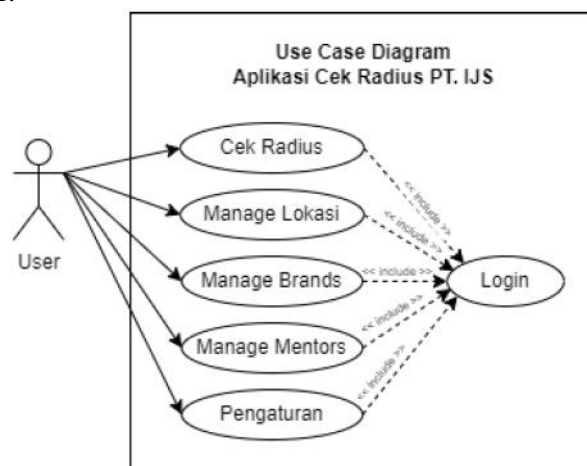 Use Case Diagram
Aplikasi Cek Radius PT. IJS
Cek Radius
<< include >>
Manage Lokasi
<< include >>
User
Manage Brands
<< include >>
Login
Manage Mentors
<< include >>
Pengaturan
<< include >>